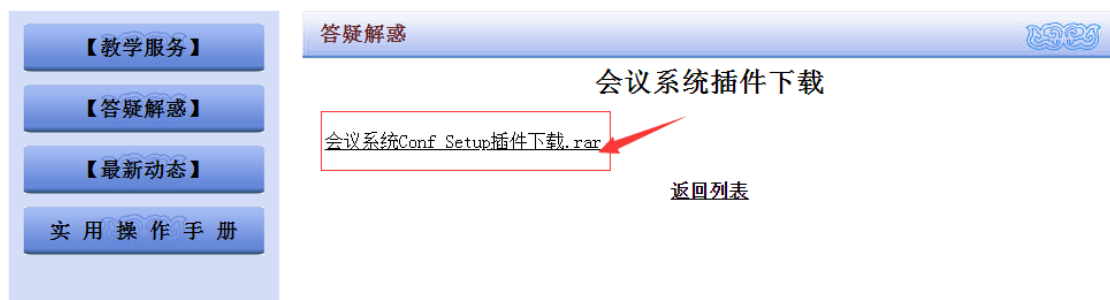 【教学服务】
【答疑解惑】
【最新动态】
实 用 操 作 手 册
答疑解惑
会议系统插件下载
会议系统Conf Setup插件下载.rar
返回列表